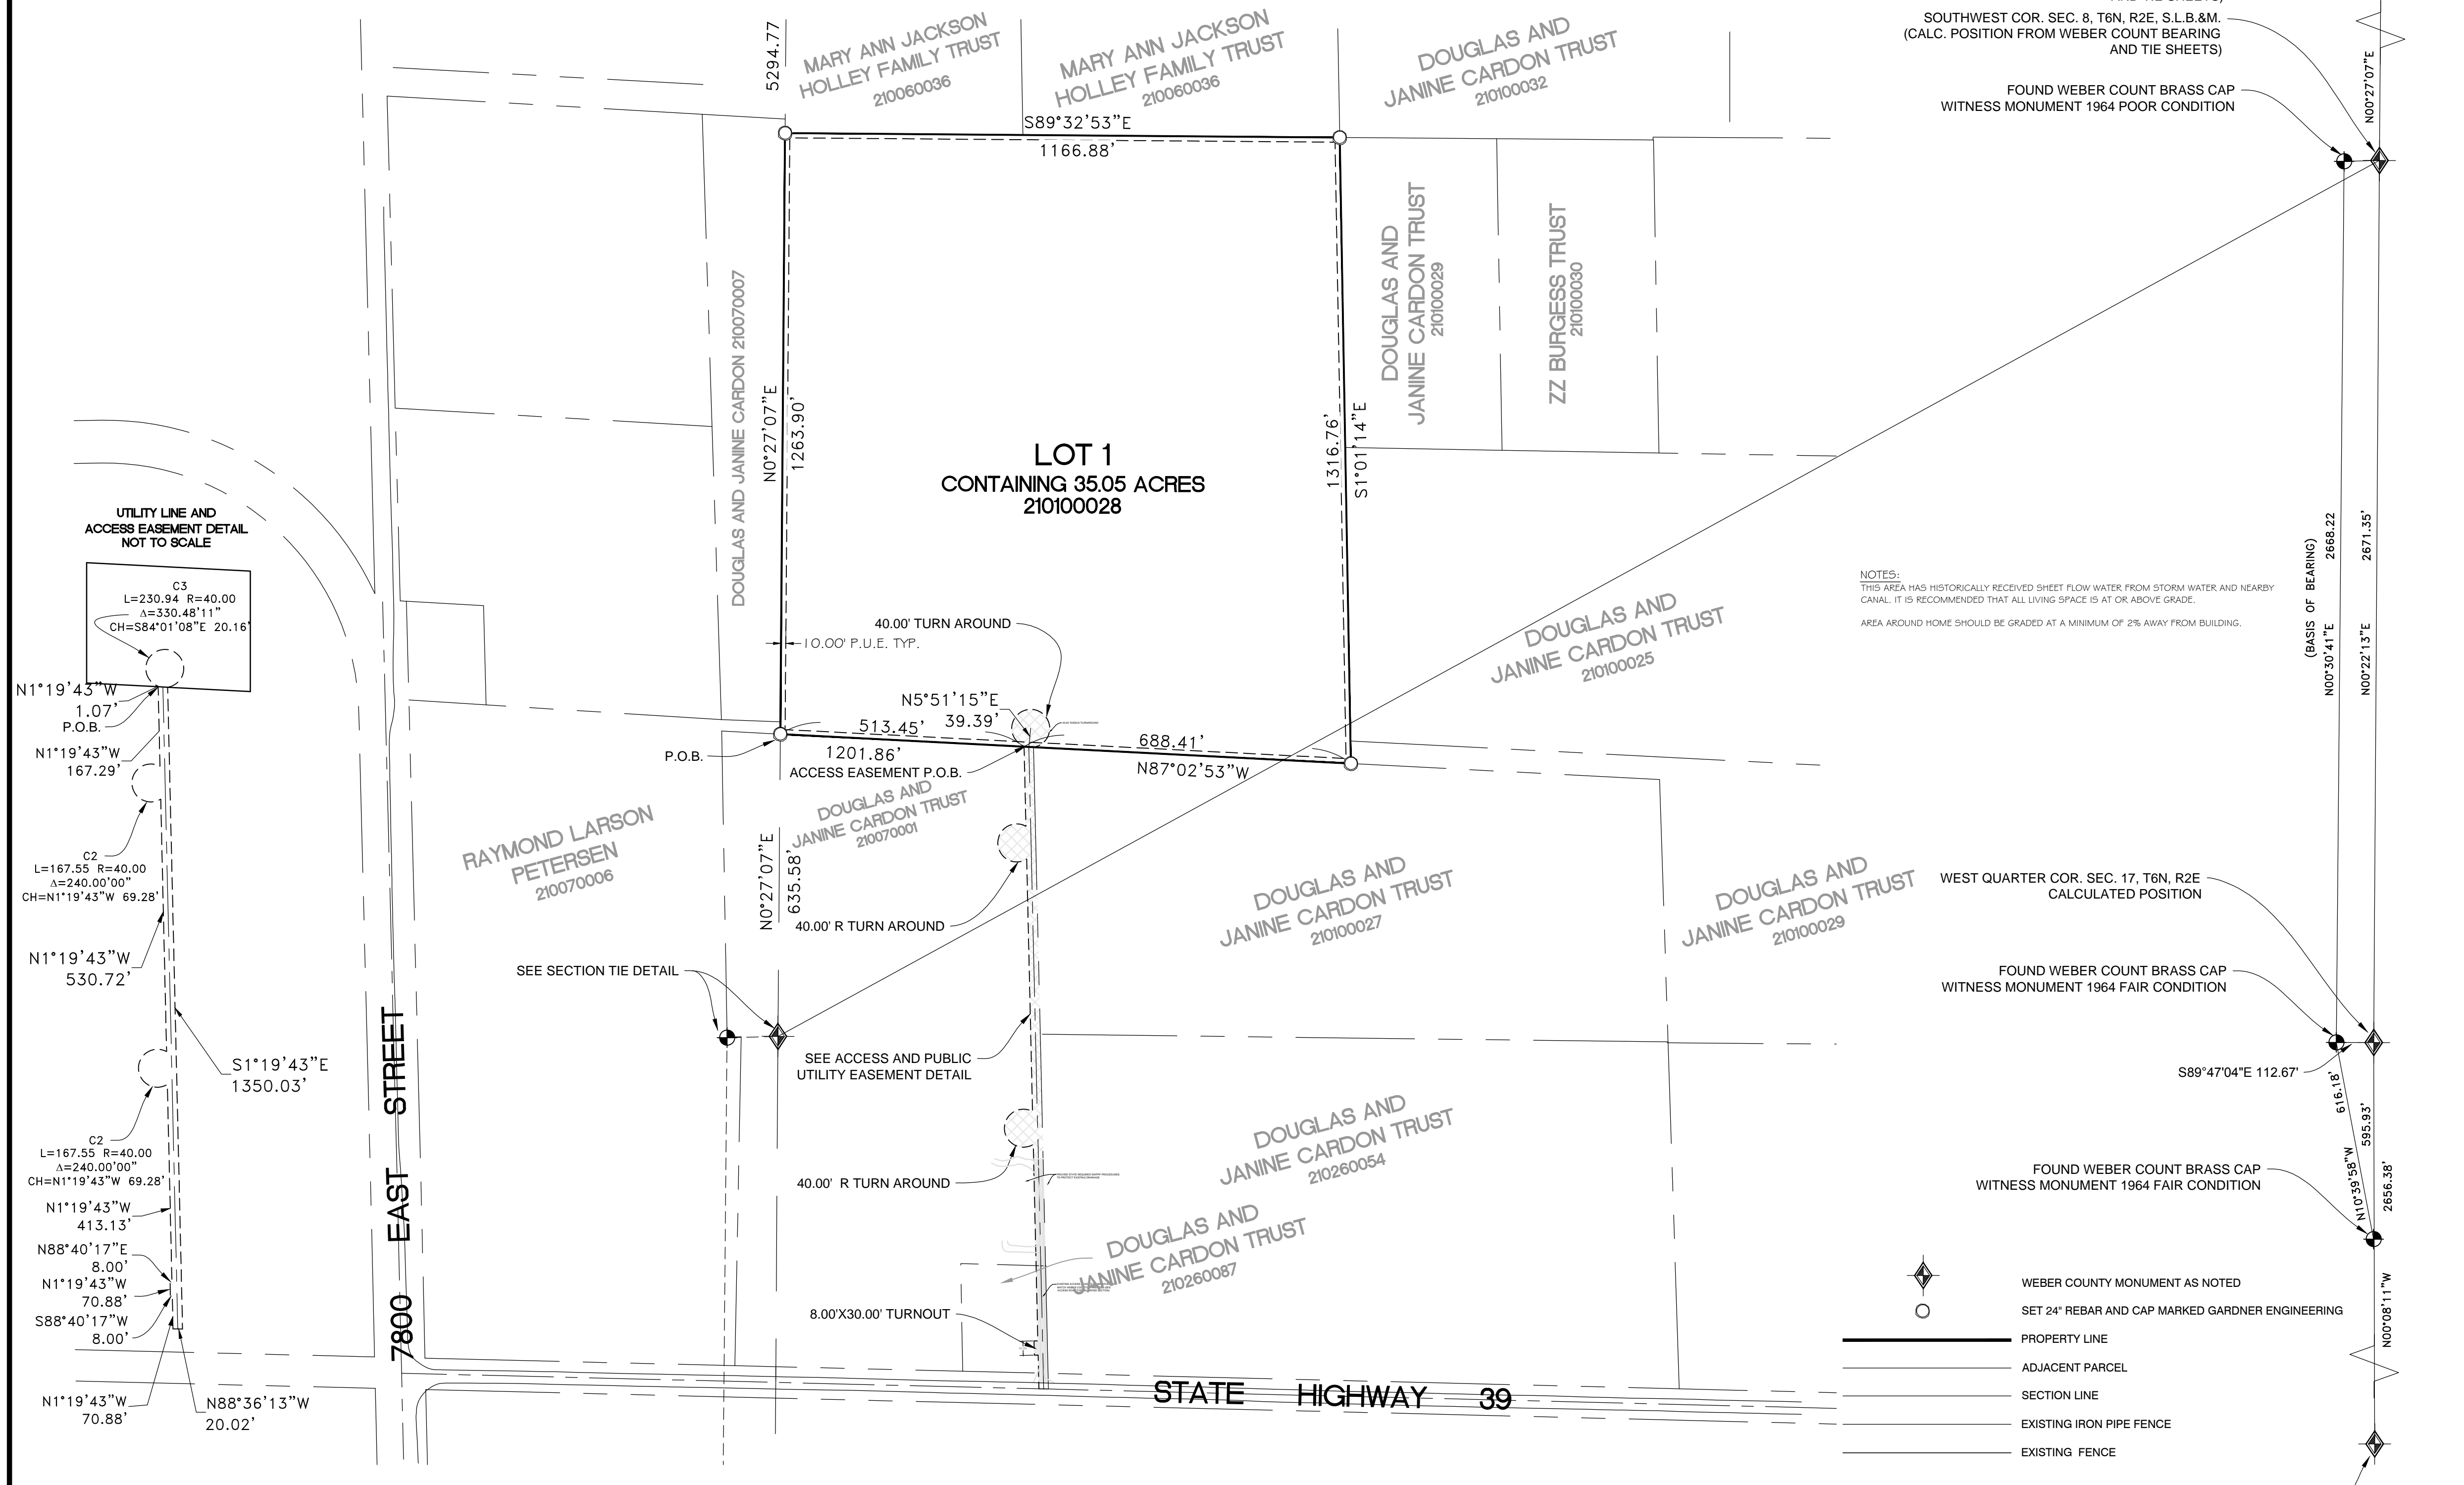 AND TIE SHEETS)
SOUTHWEST COR. SEC. 8, T6N, R2E, S.L.B.&M.
(CALC. POSITION FROM WEBER COUNT BEARING
AND TIE SHEETS)
FOUND WEBER COUNT BRASS CAP
WITNESS MONUMENT 1964 POOR CONDITION
N00°27'07"E
5294.77
MARY ANN JACKSON
HOLLEY FAMILY TRUST
210060036
MARY ANN JACKSON
HOLLEY FAMILY TRUST
210060036
DOUGLAS AND
JANINE CARDON TRUST
210100032
S89°32'53"E
1166.88'
DOUGLAS AND JANINE CARDON 210070007
N0°27'07"E
1263.90'
LOT 1
CONTAINING 35.05 ACRES
210100028
1316.76'
S1°01'14"E
DOUGLAS AND
JANINE CARDON TRUST
210100029
ZZ BURGESS TRUST
210100030
UTILITY LINE AND
ACCESS EASEMENT DETAIL
NOT TO SCALE
C3
L=230.94 R=40.00
Δ=330.48'11"
CH=S84°01'08"E 20.16'
N1°19'43"W
1.07'
P.O.B.
N1°19'43"W
167.29'
C2
L=167.55 R=40.00
Δ=240.00'00"
CH=N1°19'43"W 69.28'
N1°19'43"W
530.72'
S1°19'43"E
1350.03'
C2
L=167.55 R=40.00
Δ=240.00'00"
CH=N1°19'43"W 69.28'
N1°19'43"W
413.13'
N88°40'17"E
8.00'
N1°19'43"W
70.88'
S88°40'17"W
8.00'
N1°19'43"W
70.88'
N88°36'13"W
20.02'
7800 EAST STREET
40.00' TURN AROUND
10.00' P.U.E. TYP.
N5°51'15"E
39.39'
513.45'
688.41'
1201.86'
N87°02'53"W
P.O.B.
ACCESS EASEMENT P.O.B.
DOUGLAS AND
JANINE CARDON TRUST
210100025
DOUGLAS AND
JANINE CARDON TRUST
210070001
RAYMOND LARSON
PETERSEN
210070006
N0°27'07"E
635.58'
40.00' R TURN AROUND
DOUGLAS AND
JANINE CARDON TRUST
210100027
DOUGLAS AND
JANINE CARDON TRUST
210100029
SEE SECTION TIE DETAIL
SEE ACCESS AND PUBLIC
UTILITY EASEMENT DETAIL
40.00' R TURN AROUND
DOUGLAS AND
JANINE CARDON TRUST
210260054
DOUGLAS AND
JANINE CARDON TRUST
210260087
8.00'X30.00' TURNOUT
STATE HIGHWAY 39
NOTES:
THIS AREA HAS HISTORICALLY RECEIVED SHEET FLOW WATER FROM STORM WATER AND NEARBY
CANAL. IT IS RECOMMENDED THAT ALL LIVING SPACE IS AT OR ABOVE GRADE.
AREA AROUND HOME SHOULD BE GRADED AT A MINIMUM OF 2% AWAY FROM BUILDING.
(BASIS OF BEARING)
N00°30'41"E 2668.22
N00°22'13"E 2671.35'
WEST QUARTER COR. SEC. 17, T6N, R2E
CALCULATED POSITION
FOUND WEBER COUNT BRASS CAP
WITNESS MONUMENT 1964 FAIR CONDITION
S89°47'04"E 112.67'
616.18'
595.93'
FOUND WEBER COUNT BRASS CAP
WITNESS MONUMENT 1964 FAIR CONDITION
N10°39'58"W
2656.38'
N00°08'11"W
WEBER COUNTY MONUMENT AS NOTED
SET 24" REBAR AND CAP MARKED GARDNER ENGINEERING
PROPERTY LINE
ADJACENT PARCEL
SECTION LINE
EXISTING IRON PIPE FENCE
EXISTING FENCE